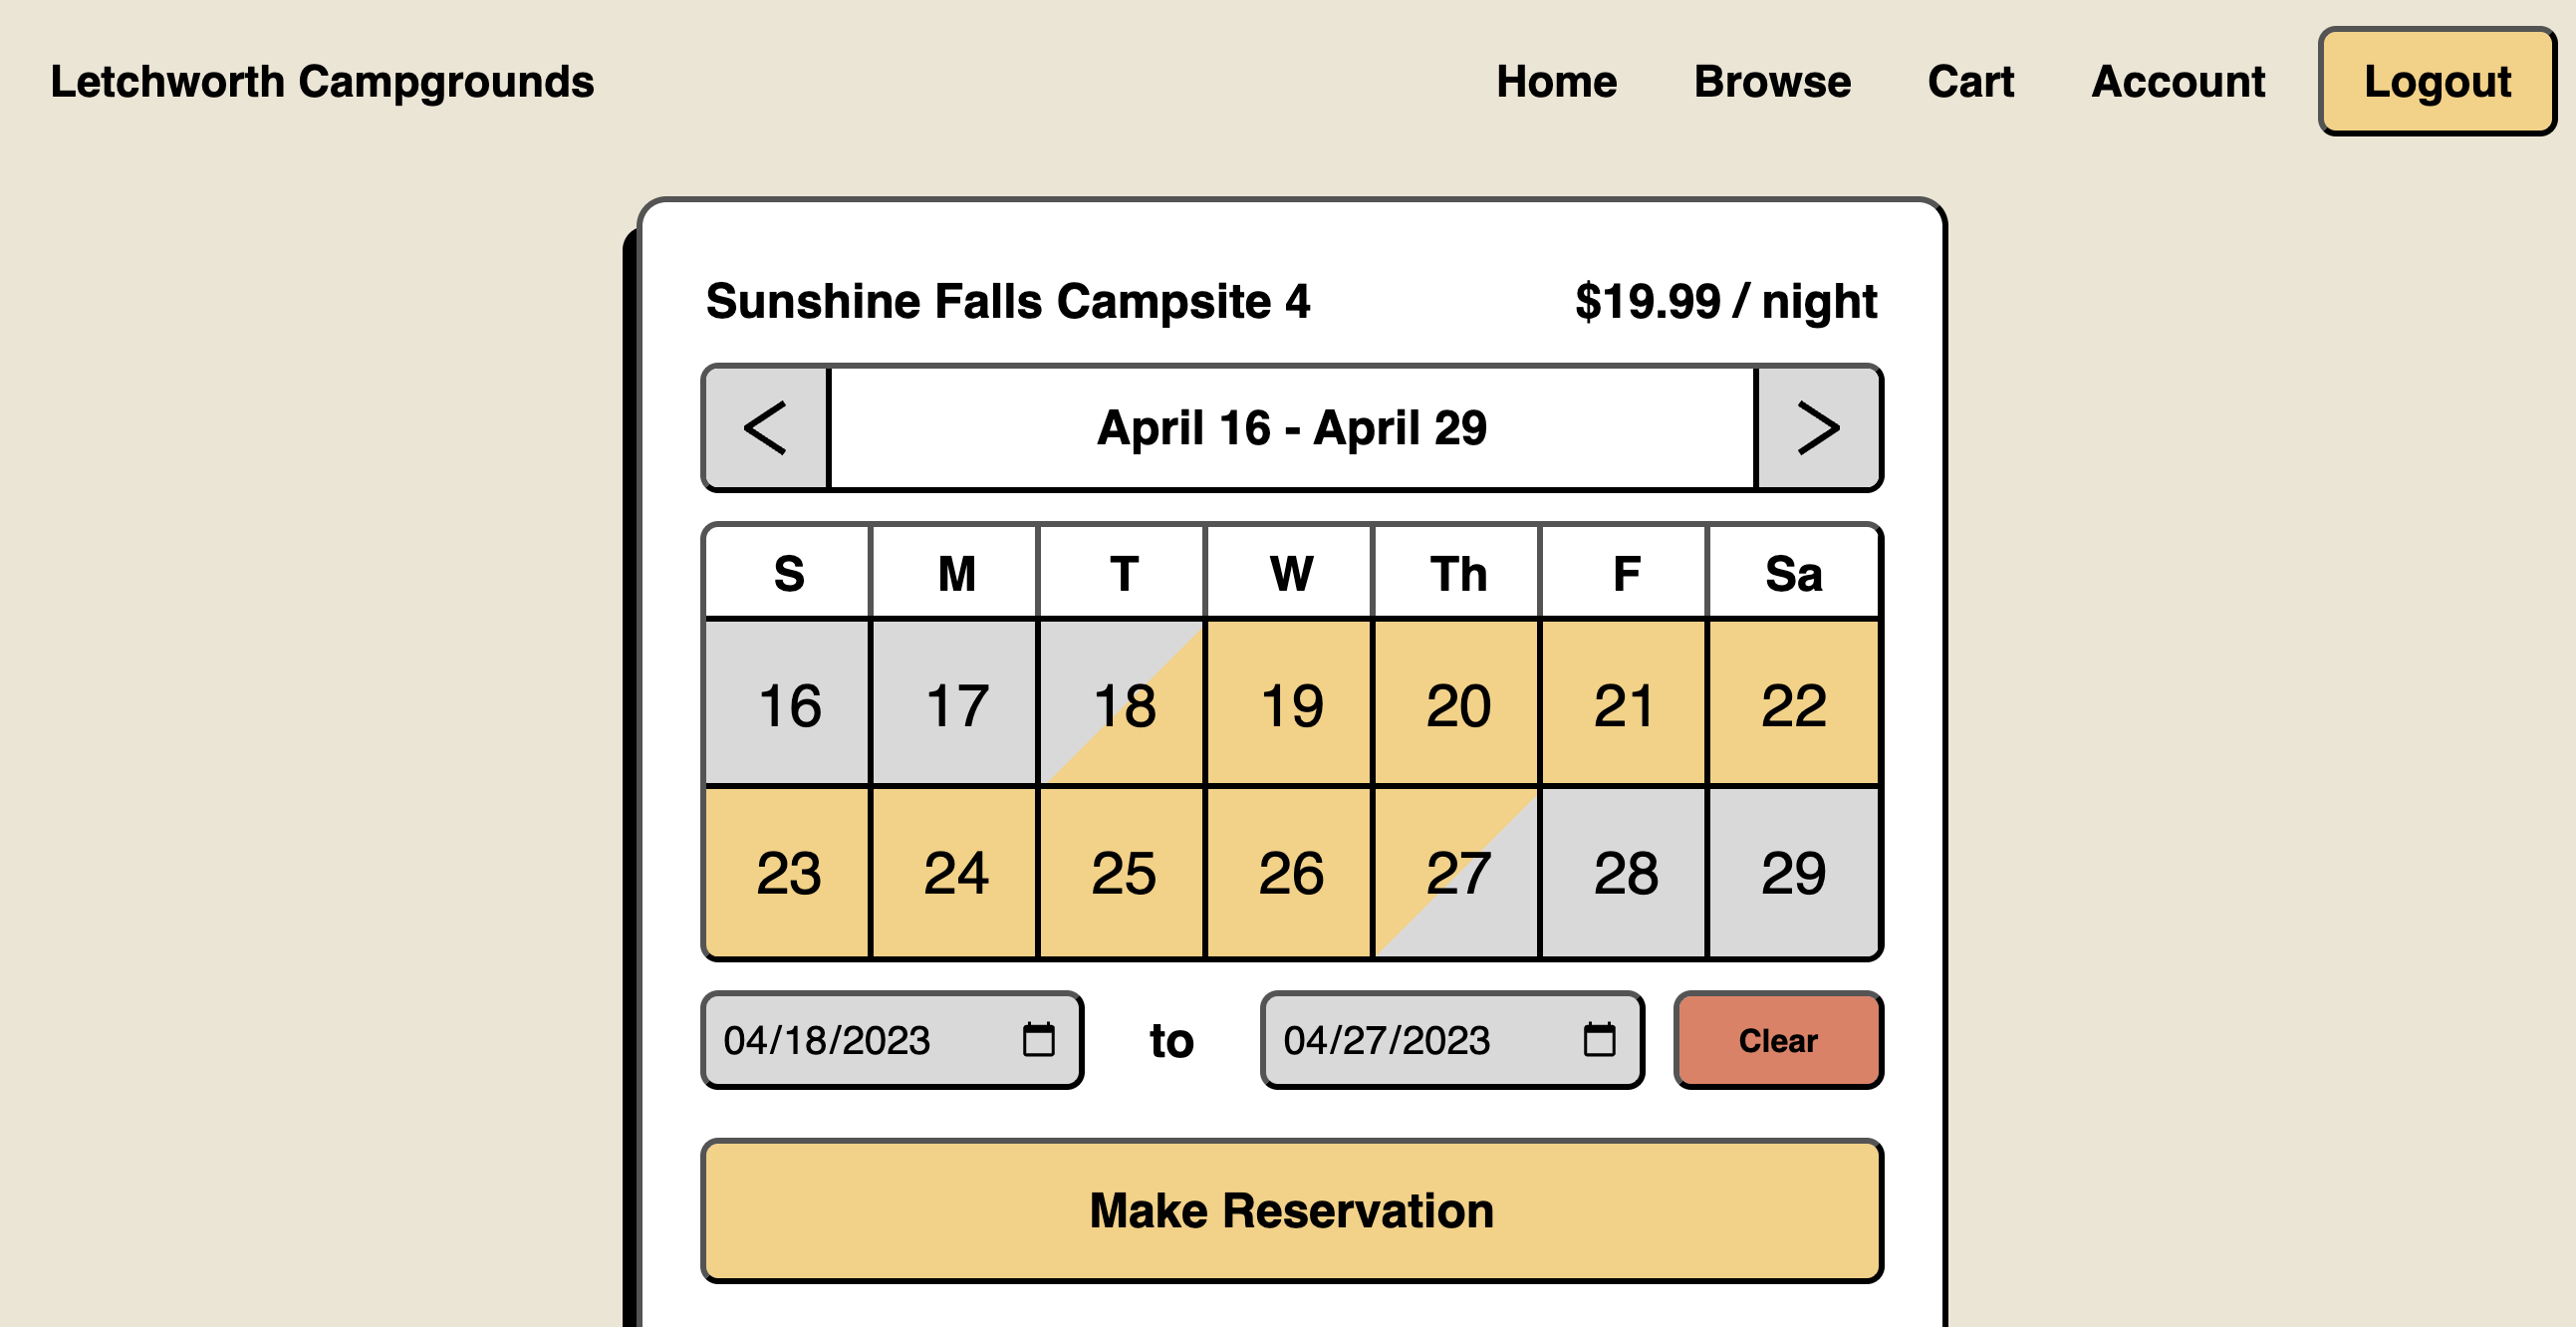 Letchworth Campgrounds Home Browse Cart Account Logout
Sunshine Falls Campsite 4 $19.99 / night
< April 16 - April 29 >
S M T W Th F Sa
16 17 18 19 20 21 22
23 24 25 26 27 28 29
04/18/2023 to 04/27/2023 Clear
Make Reservation